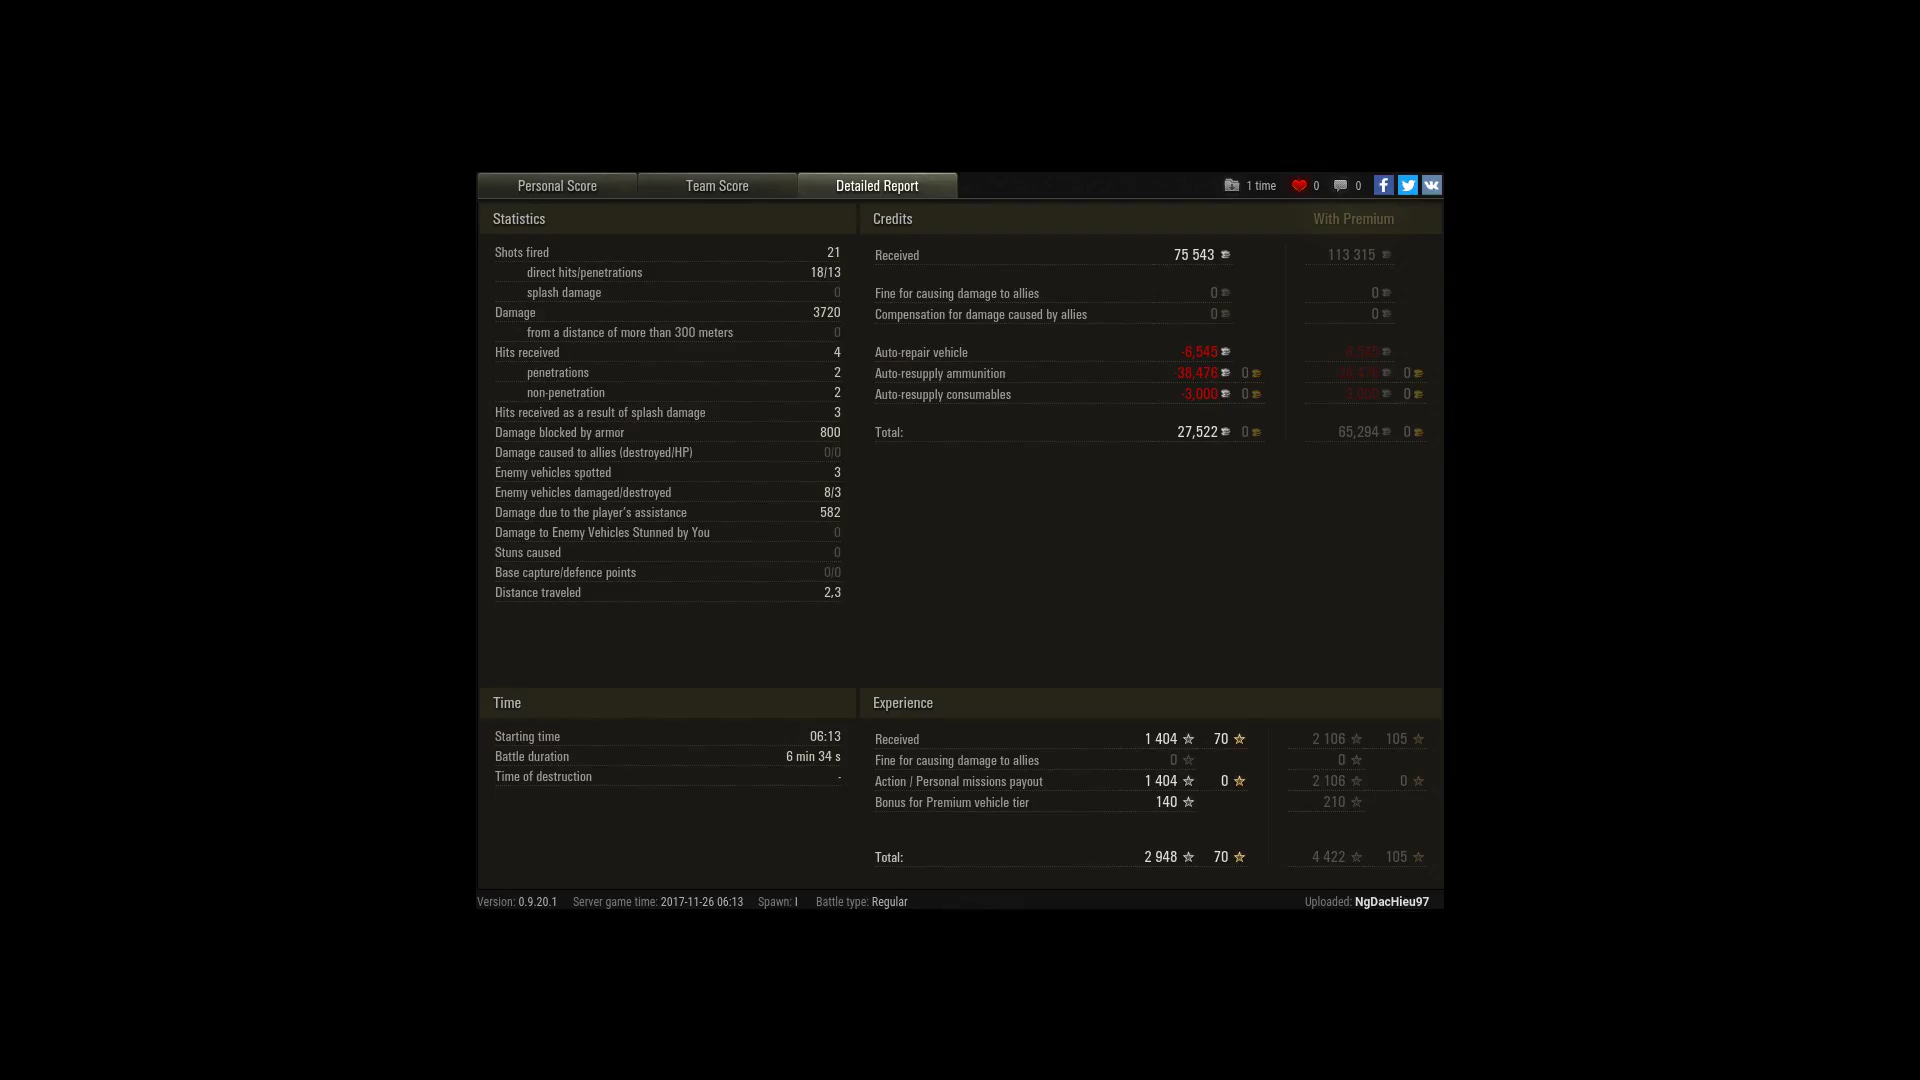 Personal Score Team Score Detailed Report 1 time 0 0
Statistics
Shots fired 21
direct hits/penetrations 18/13
splash damage 0
Damage 3720
from a distance of more than 300 meters 0
Hits received 4
penetrations 2
non-penetration 2
Hits received as a result of splash damage 3
Damage blocked by armor 800
Damage caused to allies (destroyed/HP) 0/0
Enemy vehicles spotted 3
Enemy vehicles damaged/destroyed 8/3
Damage due to the player's assistance 582
Damage to Enemy Vehicles Stunned by You 0
Stuns caused 0
Base capture/defence points 0/0
Distance traveled 2,3
Credits With Premium
Received 75 543 113 315
Fine for causing damage to allies 0 0
Compensation for damage caused by allies 0 0
Auto-repair vehicle -6,545
Auto-resupply ammunition -38,476 0 0
Auto-resupply consumables -3,000 0 0
Total: 27,522 0 65,294 0
Time
Starting time 06:13
Battle duration 6 min 34 s
Time of destruction -
Experience
Received 1 404 70 2 106 105
Fine for causing damage to allies 0 0
Action / Personal missions payout 1 404 0 2 106 0
Bonus for Premium vehicle tier 140 210
Total: 2 948 70 4 422 105
Version: 0.9.20.1 Server game time: 2017-11-26 06:13 Spawn: I Battle type: Regular Uploaded: NgDacHieu97